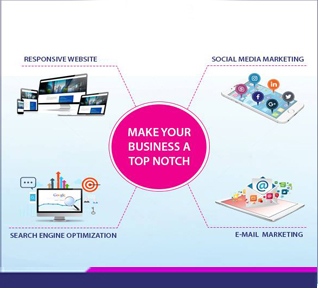 RESPONSIVE WEBSITE
SOCIAL MEDIA MARKETING
MAKE YOUR
BUSINESS A
TOP NOTCH
SEARCH ENGINE OPTIMIZATION
E-MAIL MARKETING